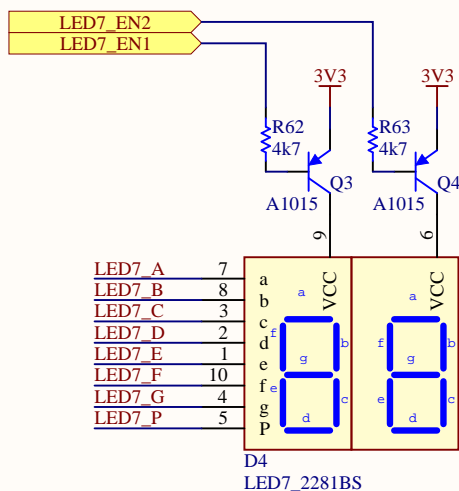 LED7_EN2
LED7_EN1
3V3
3V3
R62
4k7
R63
4k7
Q3
Q4
A1015
A1015
9
6
LED7_A 7 a
LED7_B 8 b
LED7_C 3 c
LED7_D 2 d
LED7_E 1 e
LED7_F 10 f
LED7_G 4 g
LED7_P 5 P
VCC
VCC
a
f
b
g
e
c
d
a
f
b
g
e
c
d
D4
LED7_2281BS